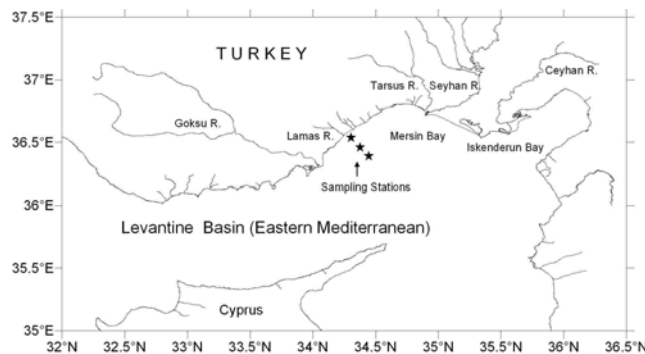 37.5°E
TURKEY
37°E
Tarsus R.
Seyhan R.
Ceyhan R.
Goksu R.
36.5°E
Lamas R.
Mersin Bay
Iskenderun Bay
Sampling Stations
36°E
Levantine Basin (Eastern Mediterranean)
35.5°E
Cyprus
35°E
32°N 32.5°N 33°N 33.5°N 34°N 34.5°N 35°N 35.5°N 36°N 36.5°N